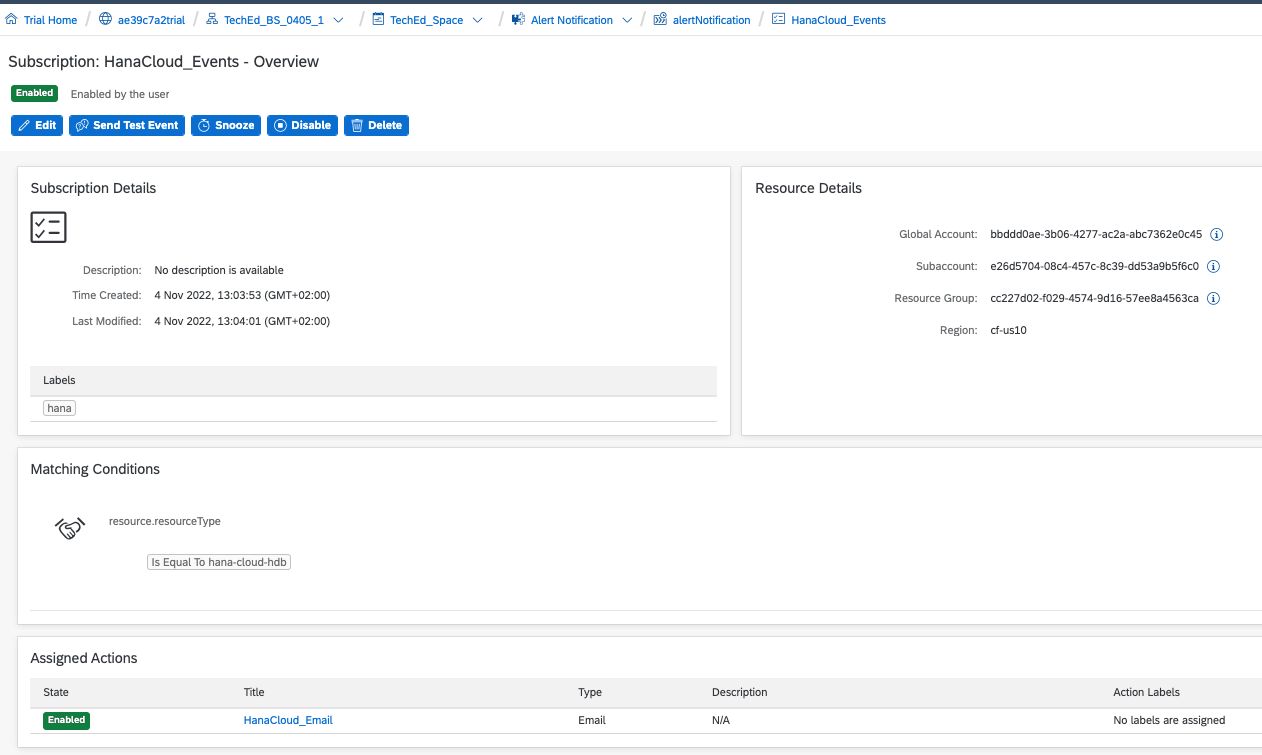 Trial Home / ae39c7a2trial / TechEd_BS_0405_1 / TechEd_Space / Alert Notification / alertNotification / HanaCloud_Events
Subscription: HanaCloud_Events - Overview
Enabled Enabled by the user
Edit Send Test Event Snooze Disable Delete
Subscription Details
Description: No description is available
Time Created: 4 Nov 2022, 13:03:53 (GMT+02:00)
Last Modified: 4 Nov 2022, 13:04:01 (GMT+02:00)
Labels
hana
Resource Details
Global Account: bbddd0ae-3b06-4277-ac2a-abc7362e0c45
Subaccount: e26d5704-08c4-457c-8c39-dd53a9b5f6c0
Resource Group: cc227d02-f029-4574-9d16-57ee8a4563ca
Region: cf-us10
Matching Conditions
resource.resourceType
Is Equal To hana-cloud-hdb
Assigned Actions
State Title Type Description Action Labels
Enabled HanaCloud_Email Email N/A No labels are assigned